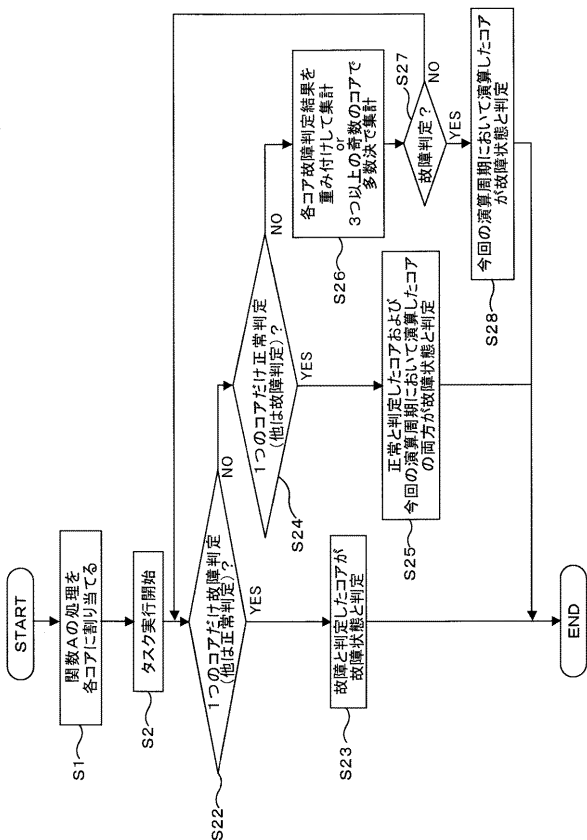 START
関数Aの処理を
各コアに割り当てる
S1
タスク実行開始
S2
1つのコアだけ故障判定
(他は正常判定)?
S22
YES
NO
故障と判定したコアが
故障状態と判定
S23
1つのコアだけ正常判定
(他は故障判定)?
S24
YES
NO
正常と判定したコアおよび
今回の演算周期において演算したコア
の両方が故障状態と判定
S25
各コア故障判定結果を
重み付けして集計
or
3つ以上の奇数のコアで
多数決で集計
S26
故障判定?
S27
NO
YES
今回の演算周期において演算したコア
が故障状態と判定
S28
END